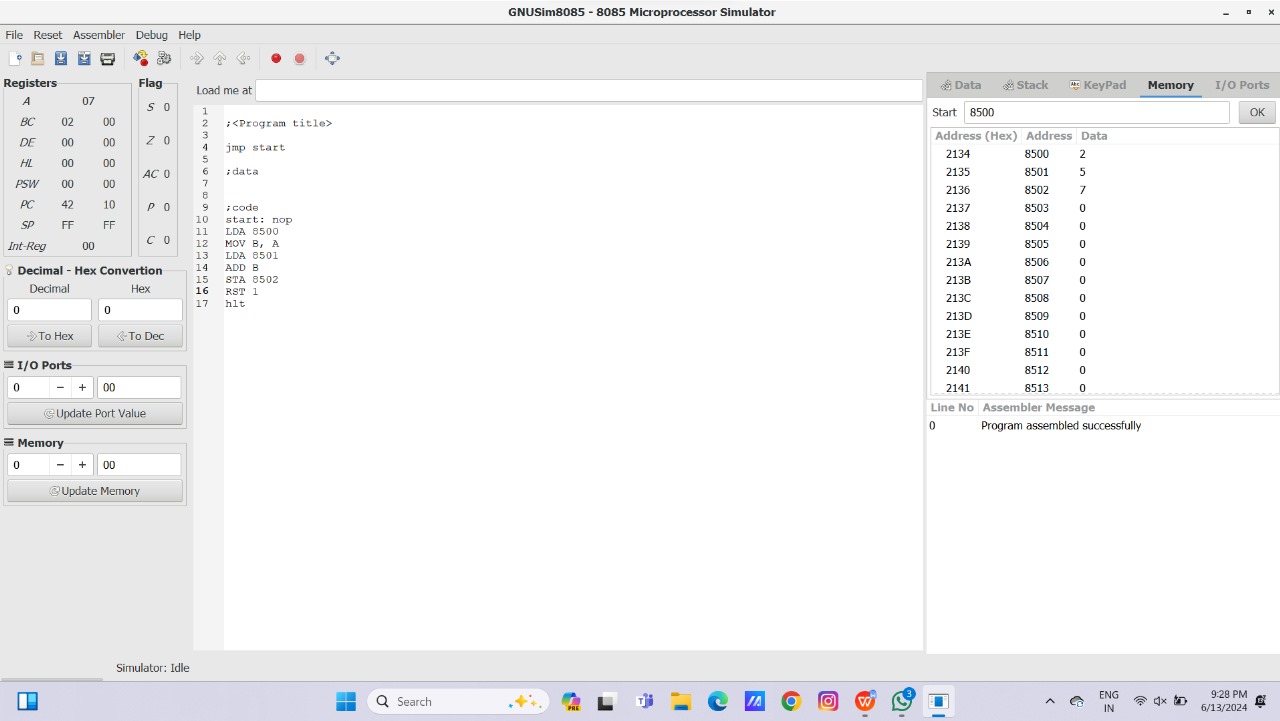 GNUSim8085 - 8085 Microprocessor Simulator
File Reset Assembler Debug Help
Registers
A 07
BC 02 00
DE 00 00
HL 00 00
PSW 00 00
PC 42 10
SP FF FF
Int-Reg 00
Flag
S 0
Z 0
AC 0
P 0
C 0
Decimal - Hex Convertion
Decimal Hex
0 0
To Hex To Dec
I/O Ports
0 - + 00
Update Port Value
Memory
0 - + 00
Update Memory
Load me at
1
2 ;<Program title>
3
4 jmp start
5
6 ;data
7
8
9 ;code
10 start: nop
11 LDA 8500
12 MOV B, A
13 LDA 8501
14 ADD B
15 STA 8502
16 RST 1
17 hlt
Data Stack KeyPad Memory I/O Ports
Start 8500 OK
Address (Hex) Address Data
2134 8500 2
2135 8501 5
2136 8502 7
2137 8503 0
2138 8504 0
2139 8505 0
213A 8506 0
213B 8507 0
213C 8508 0
213D 8509 0
213E 8510 0
213F 8511 0
2140 8512 0
2141 8513 0
Line No Assembler Message
0 Program assembled successfully
Simulator: Idle
Search
PRE
3
ENG
IN
9:28 PM
6/13/2024